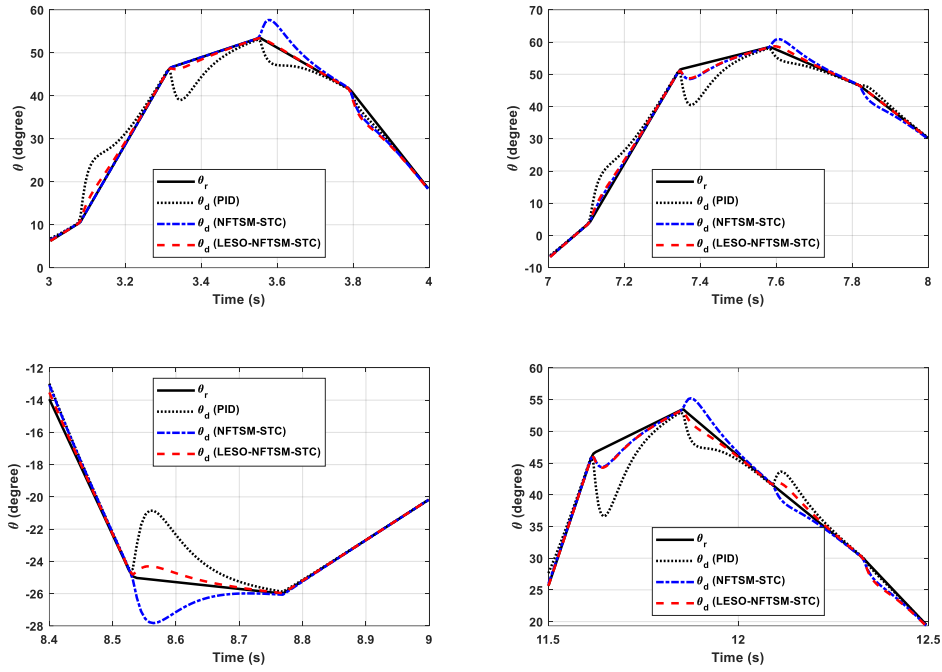 60
50
40
30
20
10
0
θ (degree)
3
3.2
3.4
3.6
3.8
4
Time (s)
θr
θd (PID)
θd (NFTSM-STC)
θd (LESO-NFTSM-STC)
70
60
50
40
30
20
10
0
-10
θ (degree)
7
7.2
7.4
7.6
7.8
8
Time (s)
θr
θd (PID)
θd (NFTSM-STC)
θd (LESO-NFTSM-STC)
-12
-14
-16
-18
-20
-22
-24
-26
-28
θ (degree)
8.4
8.5
8.6
8.7
8.8
8.9
9
Time (s)
θr
θd (PID)
θd (NFTSM-STC)
θd (LESO-NFTSM-STC)
60
55
50
45
40
35
30
25
20
θ (degree)
11.5
12
12.5
Time (s)
θr
θd (PID)
θd (NFTSM-STC)
θd (LESO-NFTSM-STC)